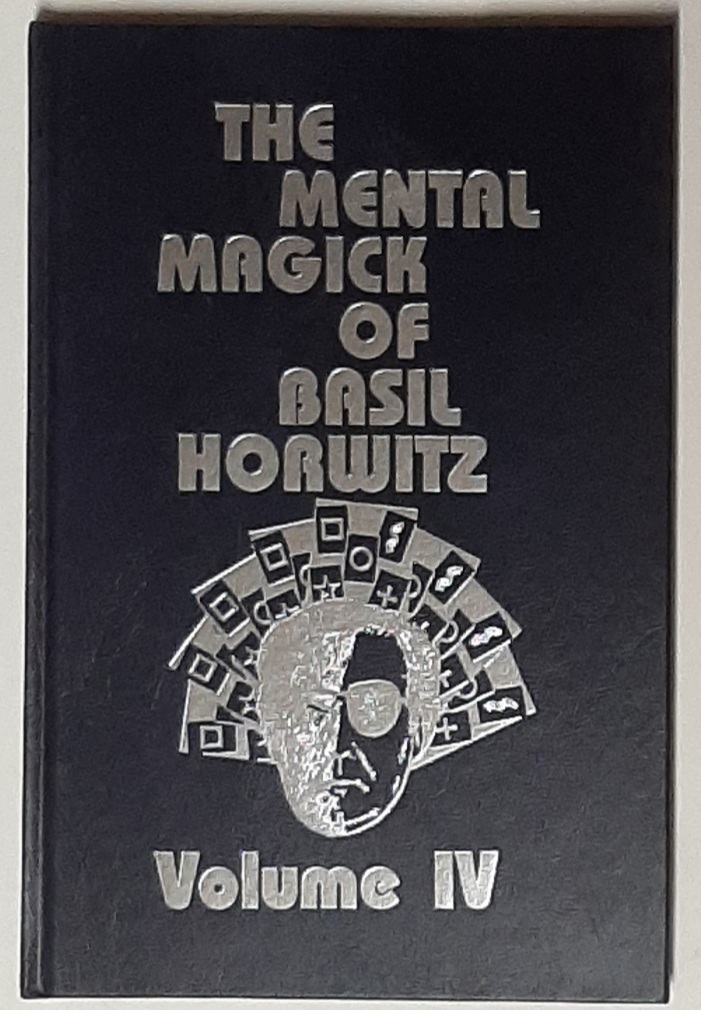 THE
MENTAL
MAGICK
OF
BASIL
HORWITZ
Volume IV